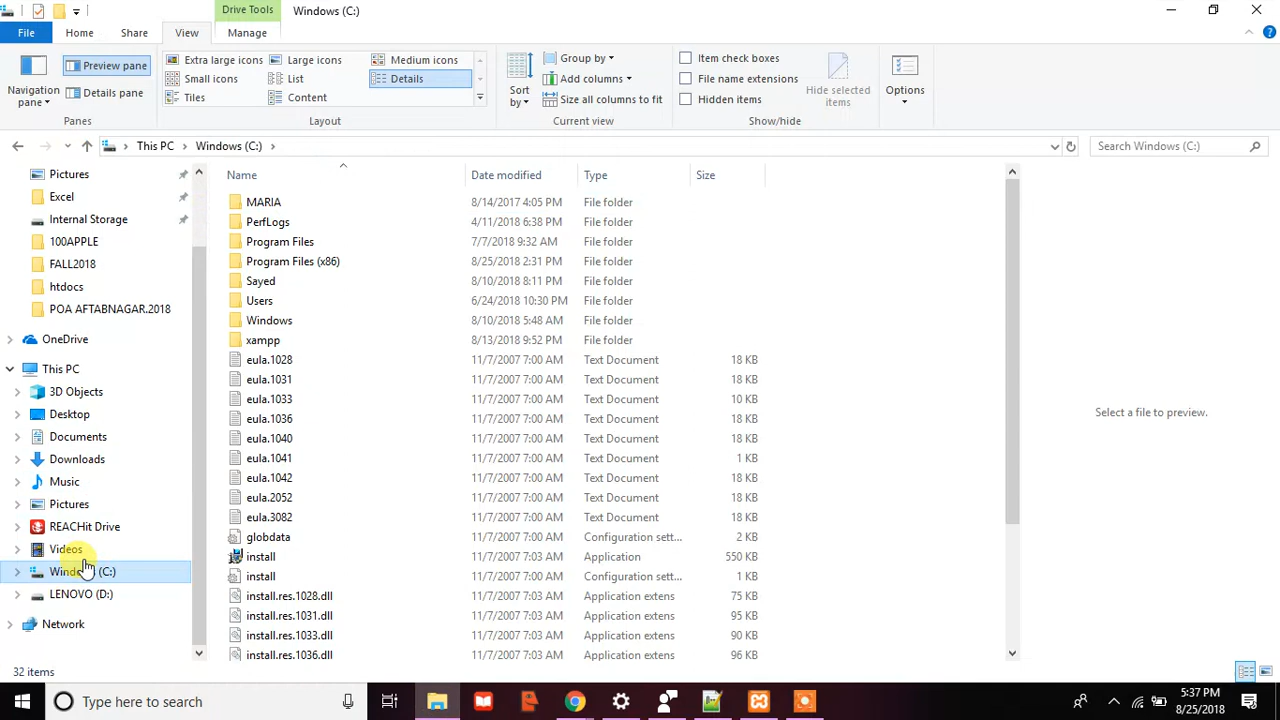 Drive Tools
Windows (C:)
File
Home
Share
View
Manage
Navigation pane
Preview pane
Details pane
Panes
Extra large icons
Large icons
Medium icons
Small icons
List
Details
Tiles
Content
Layout
Sort by
Group by
Add columns
Size all columns to fit
Current view
Item check boxes
File name extensions
Hidden items
Hide selected items
Show/hide
Options
This PC
Windows (C:)
Search Windows (C:)
Pictures
Excel
Internal Storage
100APPLE
FALL2018
htdocs
POA AFTABNAGAR.2018
OneDrive
This PC
3D Objects
Desktop
Documents
Downloads
Music
Pictures
REACHit Drive
Videos
(C:)
LENOVO (D:)
Network
Name Date modified Type Size
MARIA 8/14/2017 4:05 PM File folder
PerfLogs 4/11/2018 6:38 PM File folder
Program Files 7/7/2018 9:32 AM File folder
Program Files (x86) 8/25/2018 2:31 PM File folder
Sayed 8/10/2018 8:11 PM File folder
Users 6/24/2018 10:30 PM File folder
Windows 8/10/2018 5:48 AM File folder
xampp 8/13/2018 9:52 PM File folder
eula.1028 11/7/2007 7:00 AM Text Document 18 KB
eula.1031 11/7/2007 7:00 AM Text Document 18 KB
eula.1033 11/7/2007 7:00 AM Text Document 10 KB
eula.1036 11/7/2007 7:00 AM Text Document 18 KB
eula.1040 11/7/2007 7:00 AM Text Document 18 KB
eula.1041 11/7/2007 7:00 AM Text Document 1 KB
eula.1042 11/7/2007 7:00 AM Text Document 18 KB
eula.2052 11/7/2007 7:00 AM Text Document 18 KB
eula.3082 11/7/2007 7:00 AM Text Document 18 KB
globdata 11/7/2007 7:00 AM Configuration sett... 2 KB
install 11/7/2007 7:03 AM Application 550 KB
install 11/7/2007 7:00 AM Configuration sett... 1 KB
install.res.1028.dll 11/7/2007 7:03 AM Application extens 75 KB
install.res.1031.dll 11/7/2007 7:03 AM Application extens 95 KB
install.res.1033.dll 11/7/2007 7:03 AM Application extens 90 KB
install.res.1036.dll 11/7/2007 7:03 AM Application extens 96 KB
Select a file to preview.
32 items
Type here to search
5:37 PM
8/25/2018